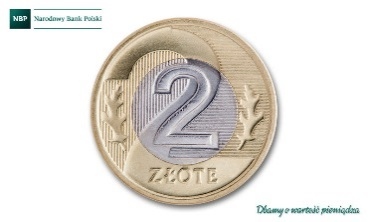 NBP Narodowy Bank Polski
2
ZŁOTE
Dbamy o wartość pieniądza